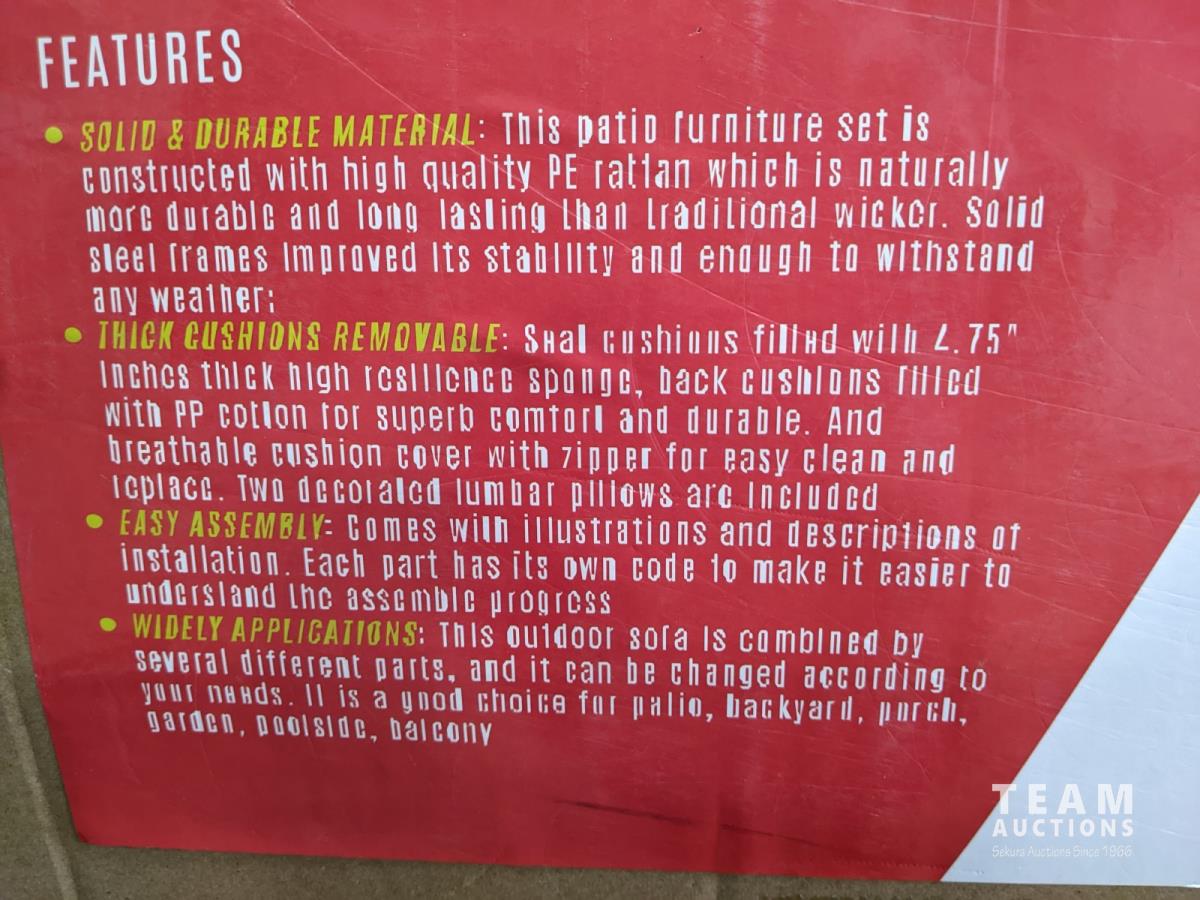 FEATURES
• SOLID & DURABLE MATERIAL: This patio furniture set is
constructed with high quality PE rattan which is naturally
more durable and long lasting than traditional wicker. Solid
steel frames improved its stability and enough to withstand
any weather;
• THICK CUSHIONS REMOVABLE: Seat cushions filled with 2.75"
inches thick high resilience sponge, back cushions filled
with PP cotton for superb comfort and durable. And
breathable cushion cover with zipper for easy clean and
replace. Two decorated lumbar pillows are included
• EASY ASSEMBLY: Comes with illustrations and descriptions of
installation. Each part has its own code to make it easier to
understand the assemble progress
• WIDELY APPLICATIONS: This outdoor sofa is combined by
several different parts, and it can be changed according to
your needs. It is a good choice for patio, backyard, porch,
garden, poolside, balcony
TEAM
AUCTIONS
Sekura Auctions Since 1966